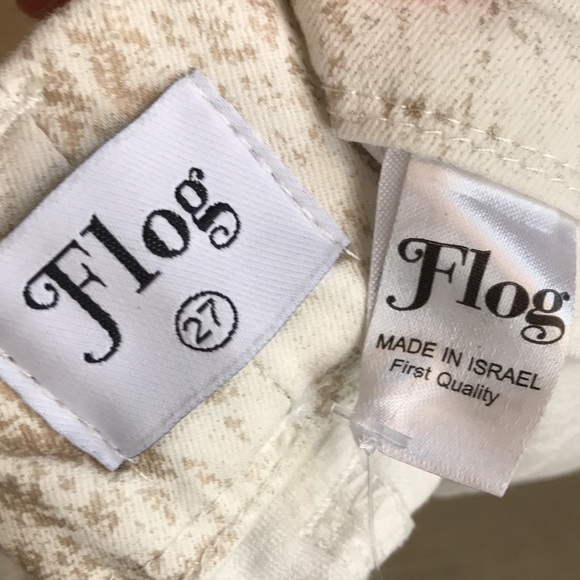 Flog
27
Flog
MADE IN ISRAEL
First Quality